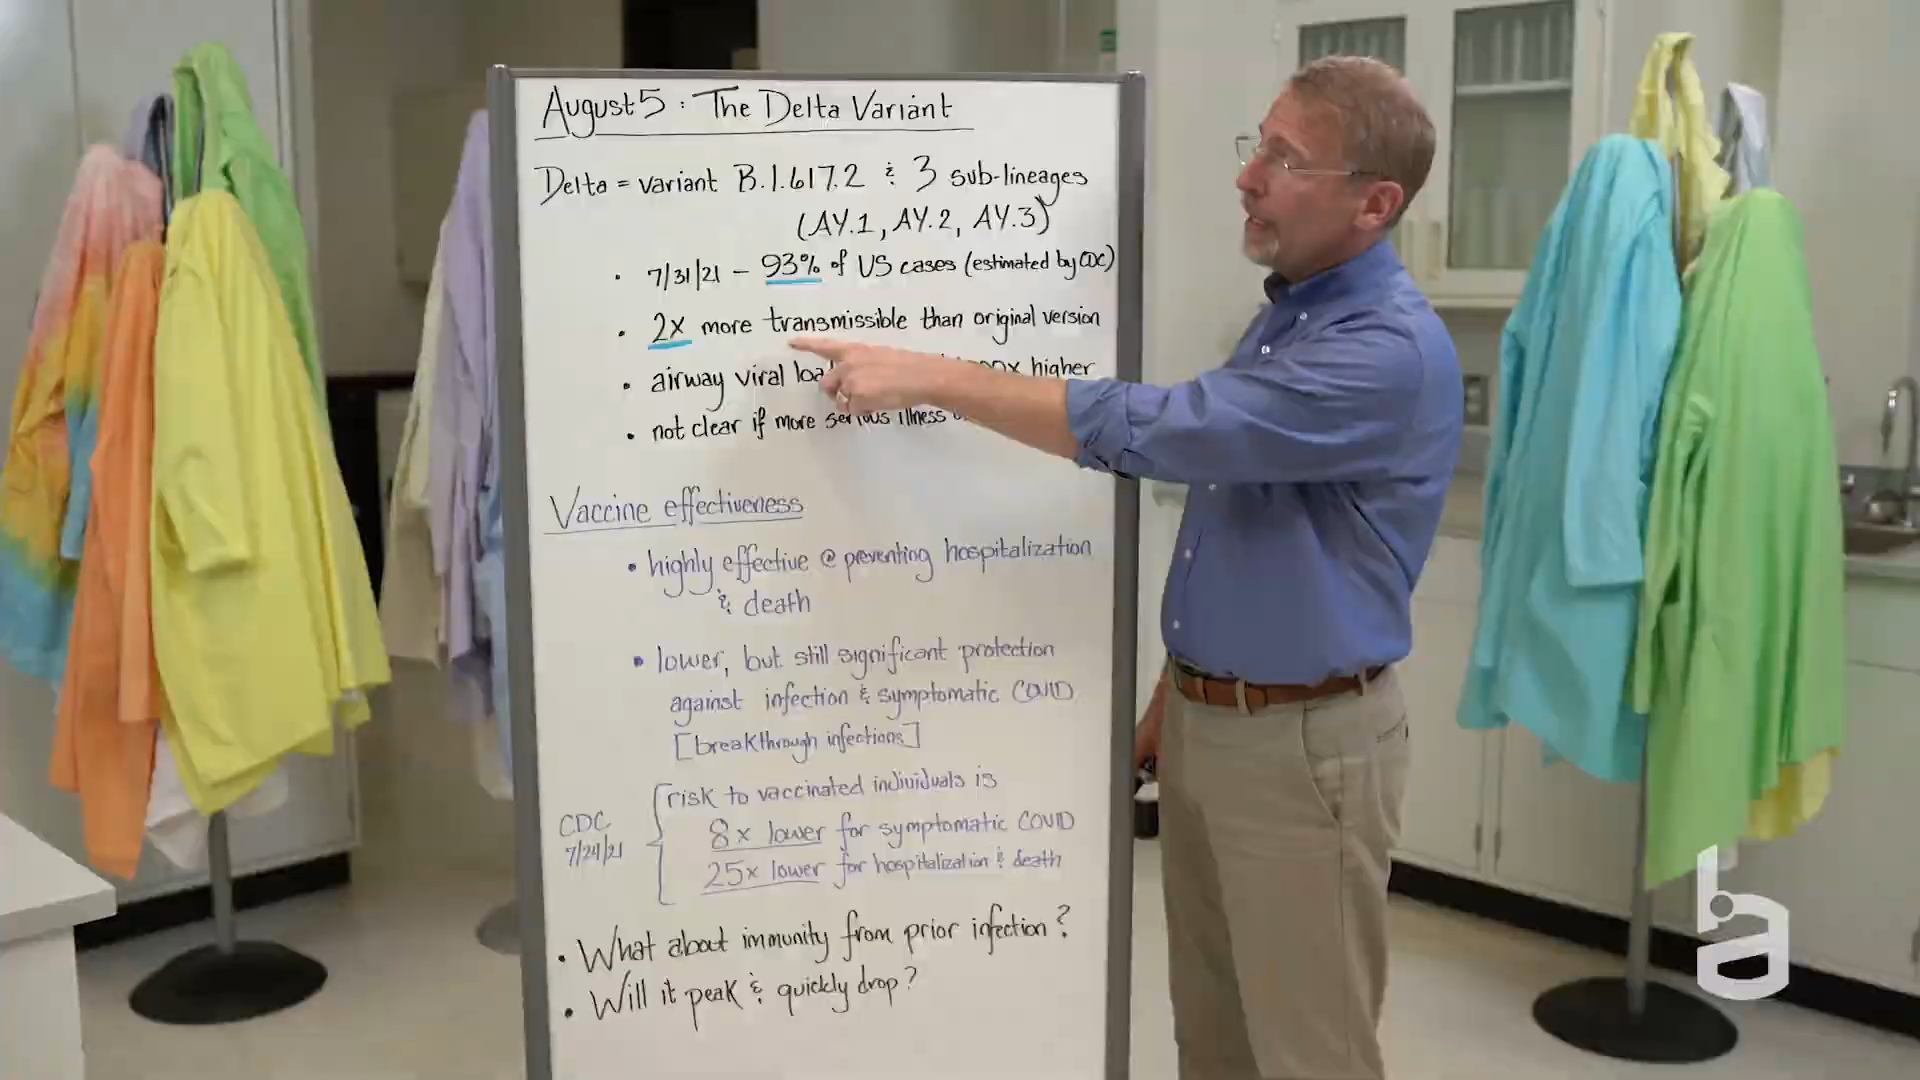 August 5 : The Delta Variant
Delta = variant B.1.617.2 & 3 sub-lineages
(AY.1, AY.2, AY.3)
• 7/31/21 – 93% of US cases (estimated by CDC)
• 2x more transmissible than original version
• airway viral higher
• not clear if more serious illness
Vaccine effectiveness
• highly effective @ preventing hospitalization
& death
• lower, but still significant protection
against infection & symptomatic COVID
[breakthrough infections]
risk to vaccinated individuals is
CDC 8x lower for symptomatic COVID
7/24/21 25x lower for hospitalization & death
• What about immunity from prior infection?
• Will it peak & quickly drop?